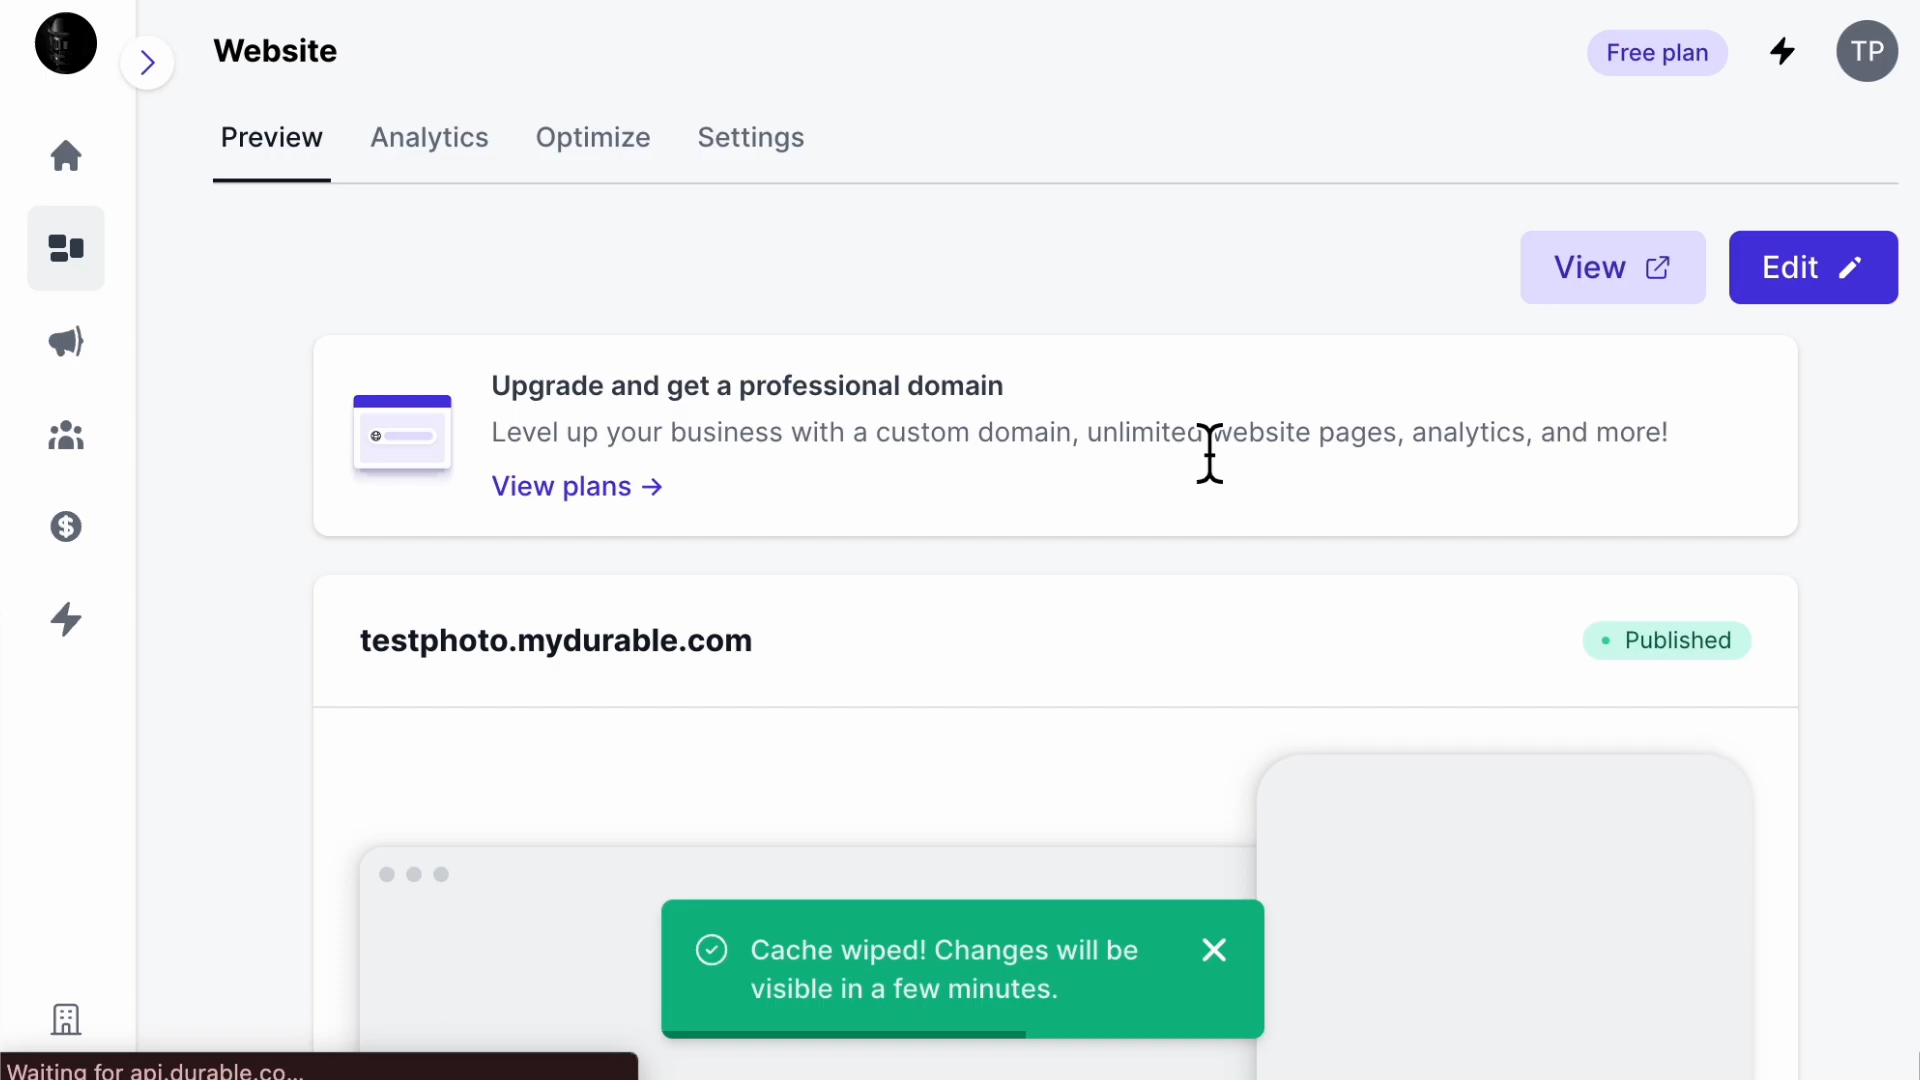 Website
Free plan
TP
Preview
Analytics
Optimize
Settings
View
Edit
Upgrade and get a professional domain
Level up your business with a custom domain, unlimited website pages, analytics, and more!
View plans →
testphoto.mydurable.com
Published
Cache wiped! Changes will be
visible in a few minutes.
Waiting for api.durable.co...